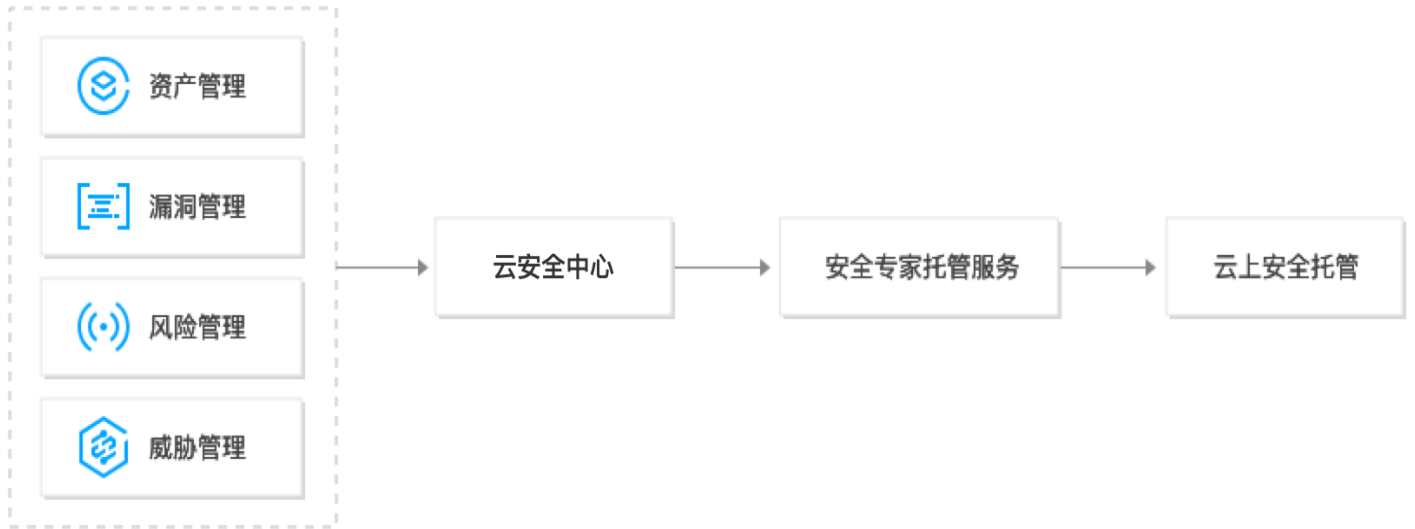 资产管理
漏洞管理
风险管理
威胁管理
云安全中心
安全专家托管服务
云上安全托管